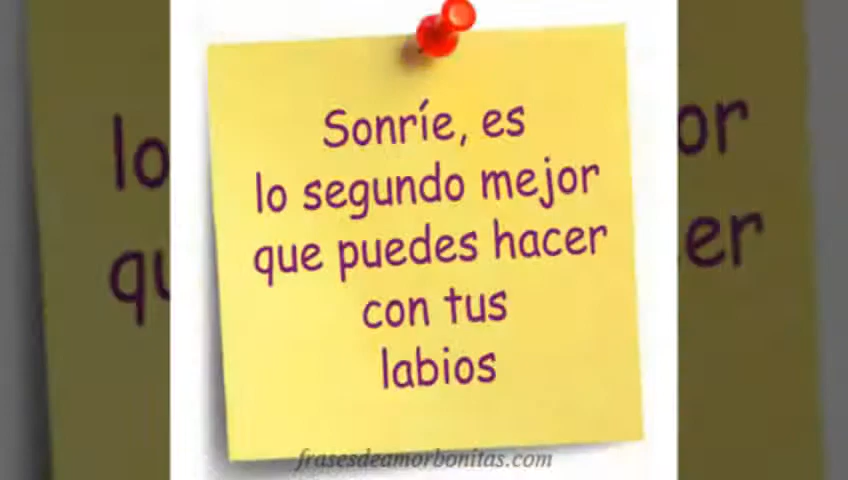 Sonríe, es
lo segundo mejor
que puedes hacer
con tus
labios
frasesdeamorbonitas.com